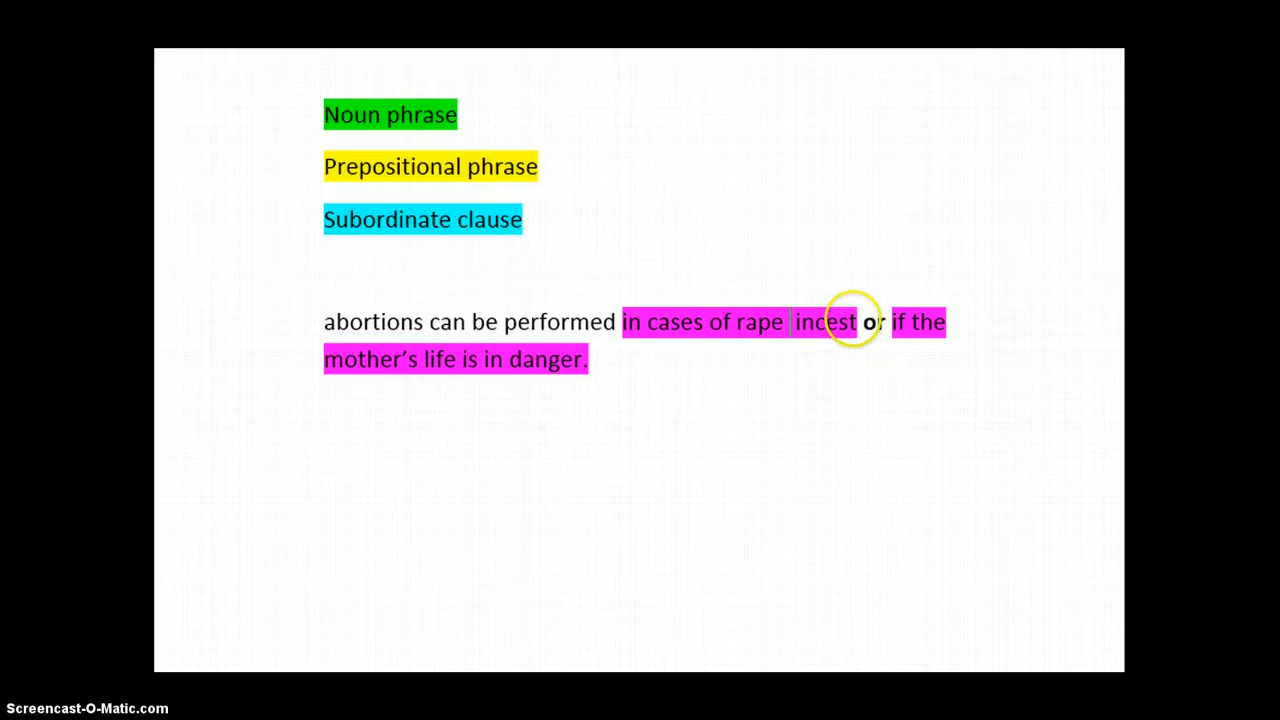 Noun phrase
Prepositional phrase
Subordinate clause
abortions can be performed in cases of rape incest or if the
mother’s life is in danger.
Screencast-O-Matic.com